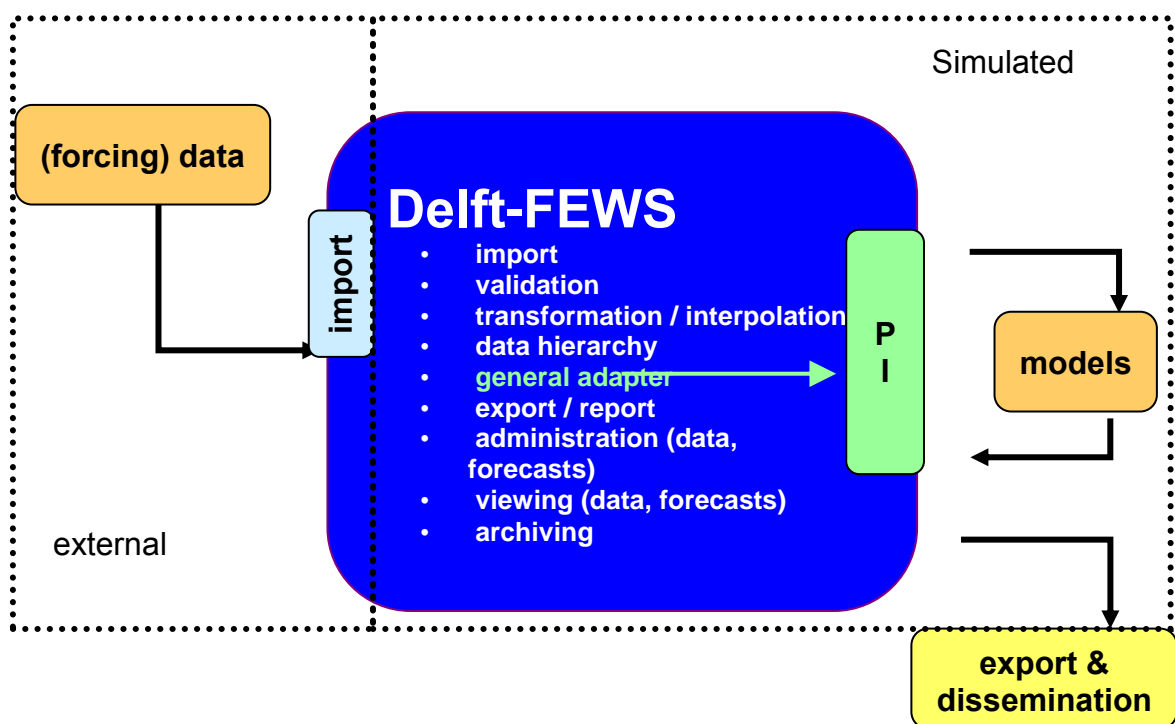 Simulated
(forcing) data
import
Delft-FEWS
• import
• validation
• transformation / interpolation
• data hierarchy
• general adapter
• export / report
• administration (data,
forecasts)
• viewing (data, forecasts)
• archiving
P
I
models
external
export &
dissemination